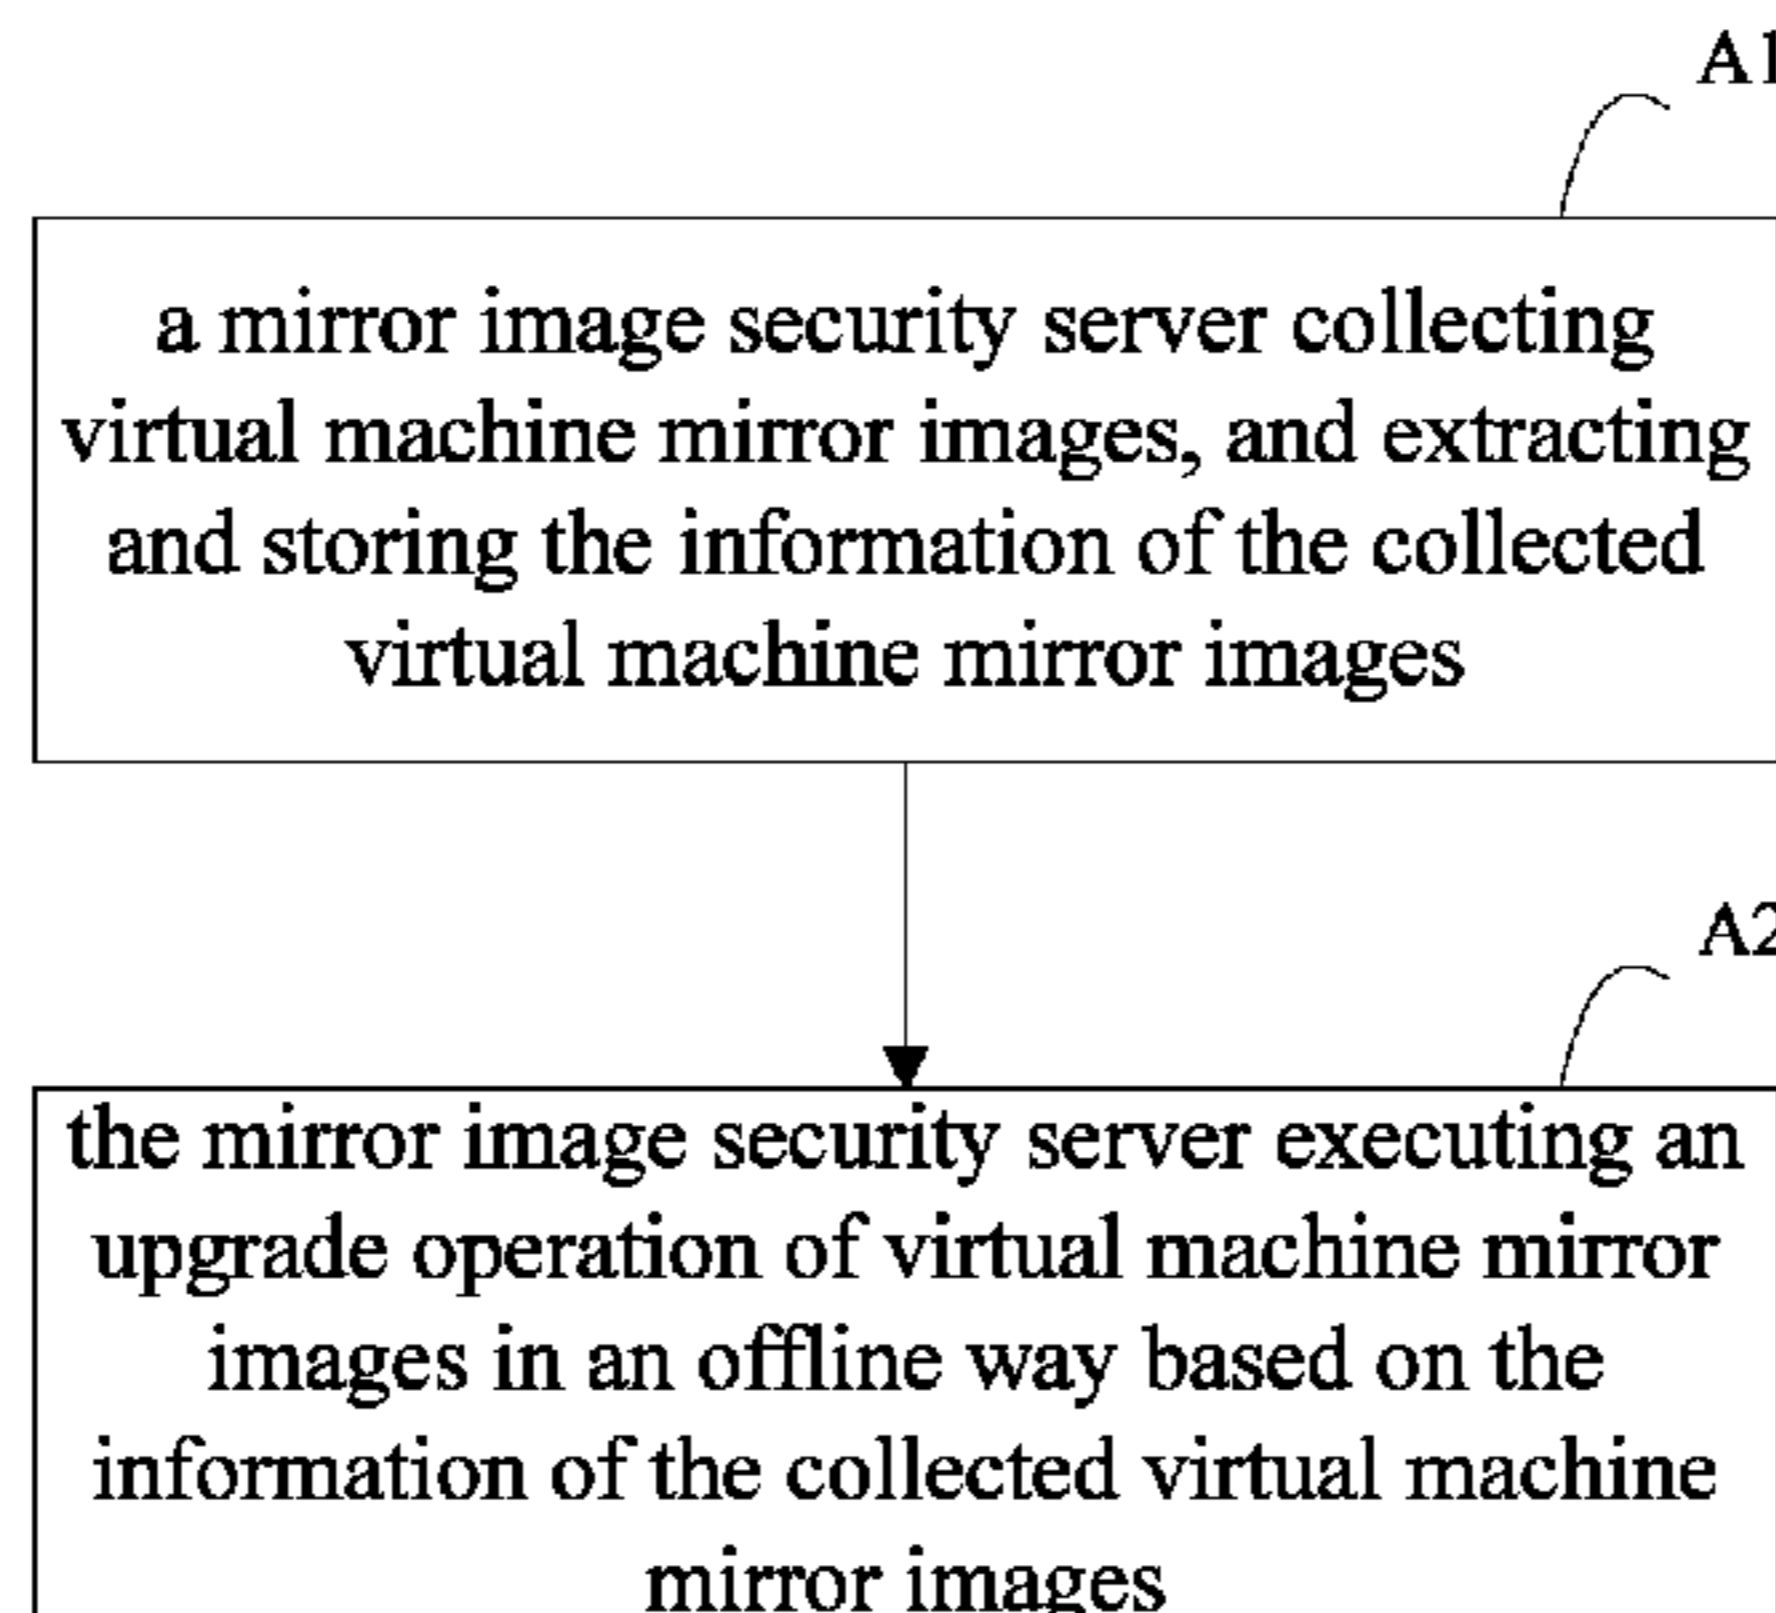 A1
a mirror image security server collecting
virtual machine mirror images, and extracting
and storing the information of the collected
virtual machine mirror images
A2
the mirror image security server executing an
upgrade operation of virtual machine mirror
images in an offline way based on the
information of the collected virtual machine
mirror images